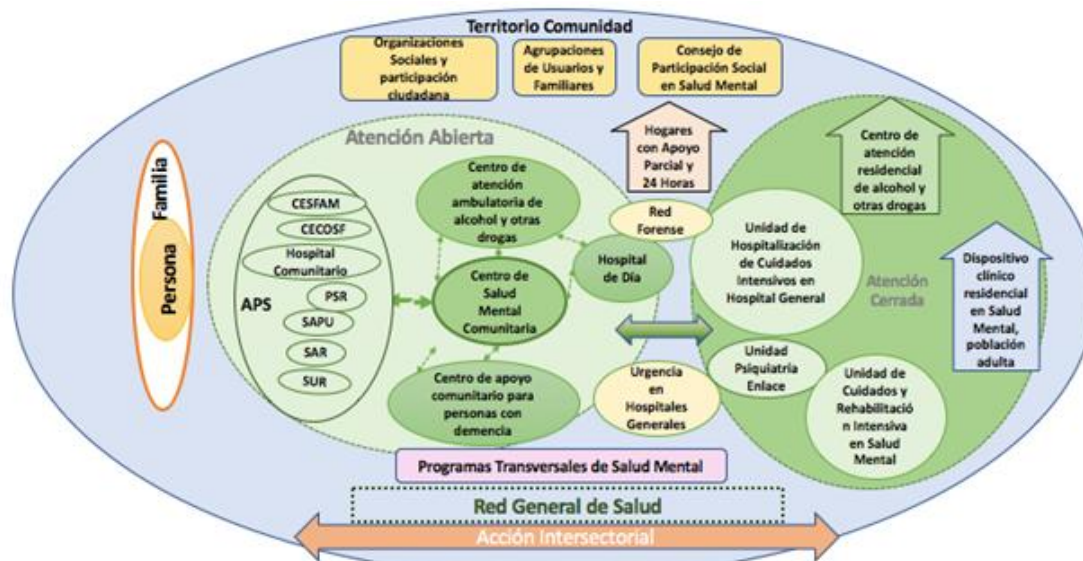 Territorio Comunidad
Organizaciones
Sociales y
participación
ciudadana
Agrupaciones
de Usuarios y
Familiares
Consejo de
Participación Social
en Salud Mental
Familia
Persona
Atención Abierta
APS
CESFAM
CECOSF
Hospital
Comunitario
PSR
SAPU
SAR
SUR
Centro de
atención
ambulatoria de
alcohol y otras
drogas
Centro de
Salud
Mental
Comunitaria
Hospital
de Día
Centro de apoyo
comunitario para
personas con
demencia
Hogares
con Apoyo
Parcial y
24 Horas
Red
Forense
Urgencia
en
Hospitales
Generales
Centro de
atención
residencial
de alcohol y
otras drogas
Unidad de
Hospitalización
de Cuidados
Intensivos en
Hospital General
Atención
Cerrada
Dispositivo
clínico
residencial
en Salud
Mental,
población
adulta
Unidad
Psiquiatría
Enlace
Unidad de
Cuidados y
Rehabilitació
n Intensiva
en Salud
Mental
Programas Transversales de Salud Mental
Red General de Salud
Acción Intersectorial